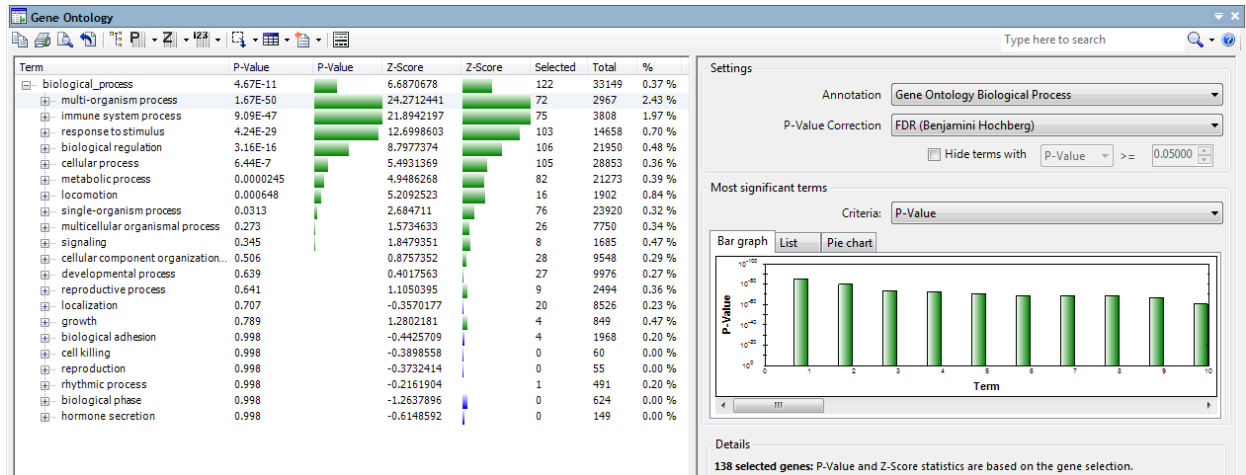 Gene Ontology
Type here to search
Term P-Value P-Value Z-Score Z-Score Selected Total %
biological_process 4.67E-11 6.6870678 122 33149 0.37 %
multi-organism process 1.67E-50 24.2712441 72 2967 2.43 %
immune system process 9.09E-47 21.8942197 75 3808 1.97 %
response to stimulus 4.24E-29 12.6998603 103 14658 0.70 %
biological regulation 3.16E-16 8.7977374 106 21950 0.48 %
cellular process 6.44E-7 5.4931369 105 28853 0.36 %
metabolic process 0.0000245 4.9486268 82 21273 0.39 %
locomotion 0.000648 5.2092523 16 1902 0.84 %
single-organism process 0.0313 2.684711 76 23920 0.32 %
multicellular organismal process 0.273 1.5734633 26 7750 0.34 %
signaling 0.345 1.8479351 8 1685 0.47 %
cellular component organization... 0.506 0.8757352 28 9548 0.29 %
developmental process 0.639 0.4017563 27 9976 0.27 %
reproductive process 0.641 1.1050395 9 2494 0.36 %
localization 0.707 -0.3570177 20 8526 0.23 %
growth 0.789 1.2802181 4 849 0.47 %
biological adhesion 0.998 -0.4425709 4 1968 0.20 %
cell killing 0.998 -0.3898558 0 60 0.00 %
reproduction 0.998 -0.3732414 0 55 0.00 %
rhythmic process 0.998 -0.2161904 1 491 0.20 %
biological phase 0.998 -1.2637896 0 624 0.00 %
hormone secretion 0.998 -0.6148592 0 149 0.00 %
Settings
Annotation Gene Ontology Biological Process
P-Value Correction FDR (Benjamini Hochberg)
Hide terms with P-Value >= 0.05000
Most significant terms
Criteria: P-Value
Bar graph List Pie chart
P-Value
10-100
10-80
10-60
10-40
10-20
100
0 1 2 3 4 5 6 7 8 9 10
Term
Details
138 selected genes: P-Value and Z-Score statistics are based on the gene selection.